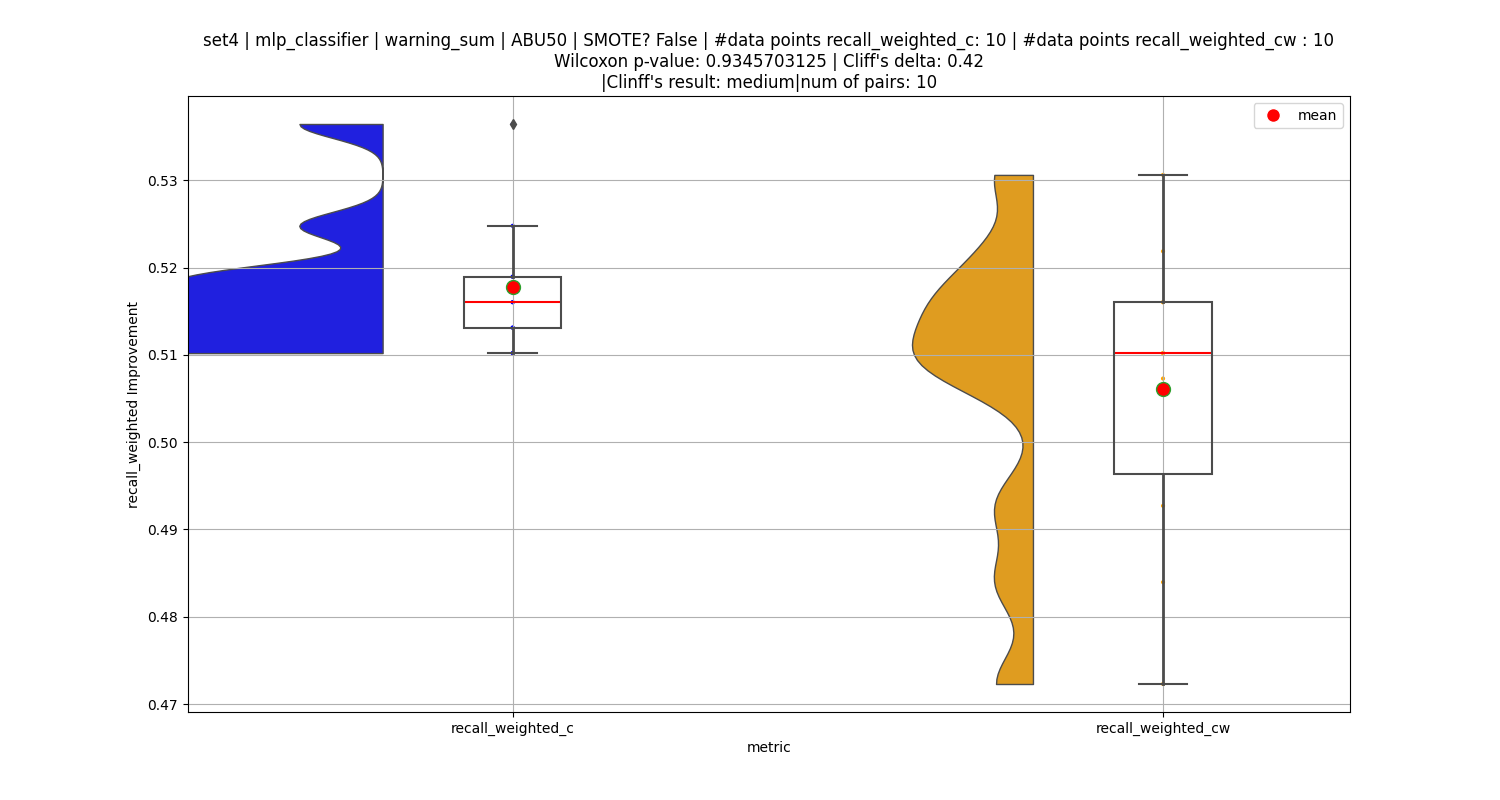 set4 | mlp_classifier | warning_sum | ABU50 | SMOTE? False | #data points recall_weighted_c: 10 | #data points recall_weighted_cw : 10
Wilcoxon p-value: 0.9345703125 | Cliff's delta: 0.42
|Clinff's result: medium|num of pairs: 10
mean
0.53
0.52
0.51
0.50
0.49
0.48
0.47
recall_weighted Improvement
recall_weighted_c
recall_weighted_cw
metric